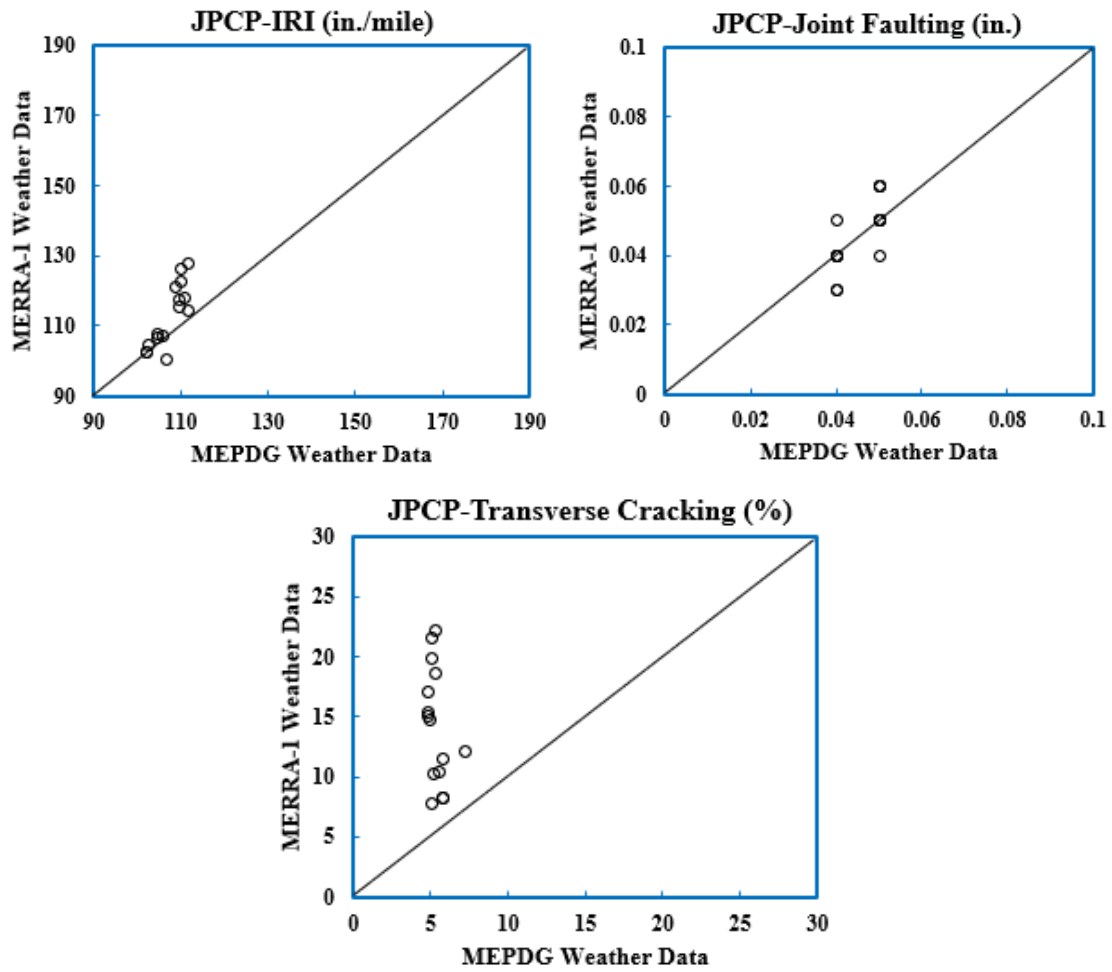 JPCP-IRI (in./mile)
190
170
150
130
110
90
90 110 130 150 170 190
MERRA-1 Weather Data
MEPDG Weather Data
JPCP-Joint Faulting (in.)
0.1
0.08
0.06
0.04
0.02
0
0 0.02 0.04 0.06 0.08 0.1
MERRA-1 Weather Data
MEPDG Weather Data
JPCP-Transverse Cracking (%)
30
25
20
15
10
5
0
0 5 10 15 20 25 30
MERRA-1 Weather Data
MEPDG Weather Data